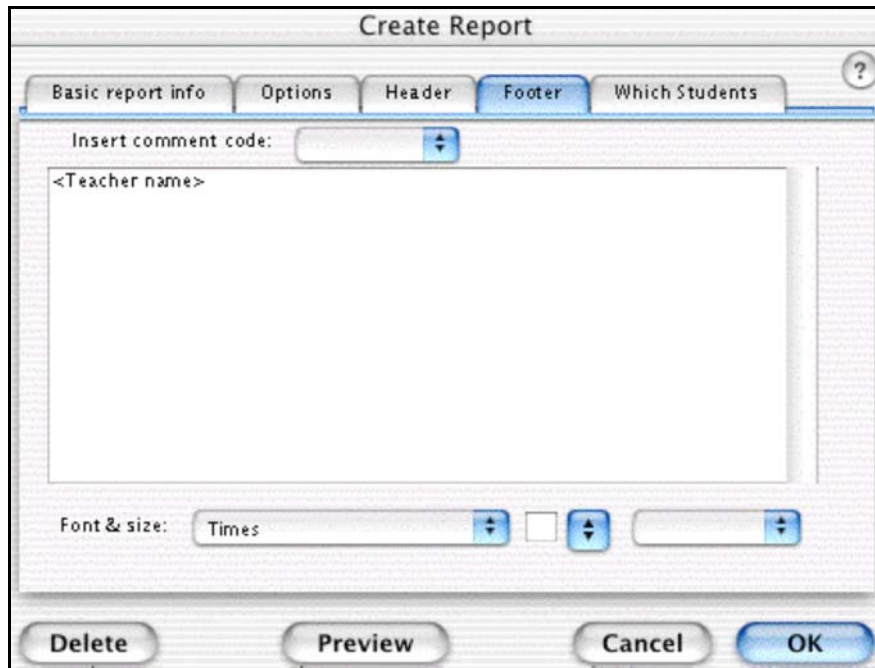 Create Report
?
Basic report info Options Header Footer Which Students
Insert comment code:
<Teacher name>
Font & size: Times
Delete Preview Cancel OK